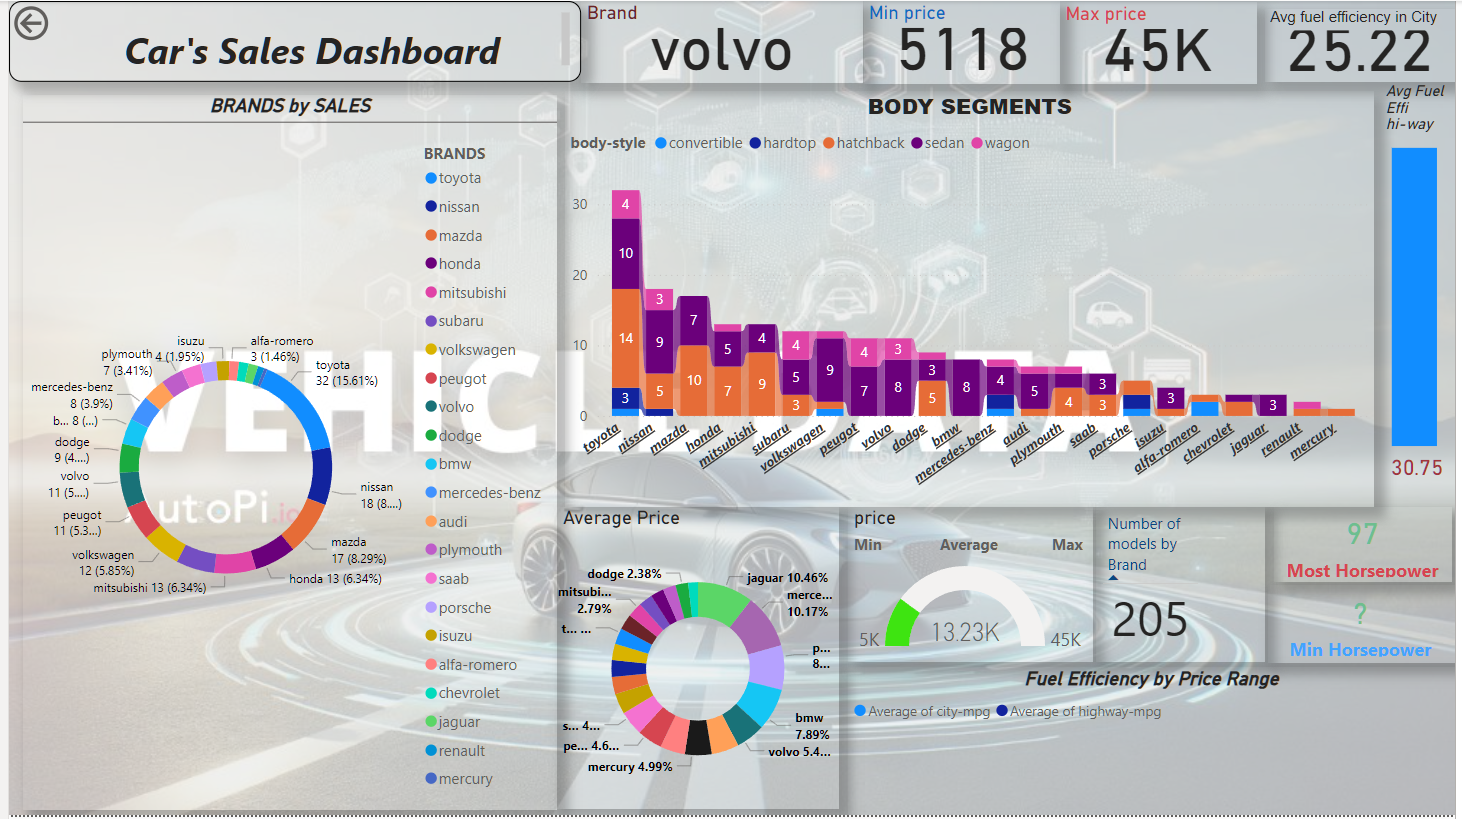 Car's Sales Dashboard
Brand
volvo
Min price
5118
Max price
45K
Avg fuel efficiency in City
25.22
BRANDS by SALES
BRANDS
toyota
nissan
mazda
honda
mitsubishi
subaru
volkswagen
peugot
volvo
dodge
bmw
mercedes-benz
audi
plymouth
saab
porsche
isuzu
alfa-romero
chevrolet
jaguar
renault
mercury
isuzu
4 (1.95%)
alfa-romero
3 (1.46%)
toyota
32 (15.61%)
plymouth
7 (3.41%)
mercedes-benz
8 (3.9%)
b... 8 (...)
dodge
9 (4....)
volvo
11 (5....)
peugot
11 (5.3...)
volkswagen
12 (5.85%)
mitsubishi 13 (6.34%)
honda 13 (6.34%)
mazda
17 (8.29%)
nissan
18 (8....)
BODY SEGMENTS
body-style convertible hardtop hatchback sedan wagon
30
20
10
0
4
10
14
3
3
9
5
7
10
5
7
4
9
4
5
3
9
4
7
3
8
3
5
8
4
5
4
3
3
3
3
toyota
nissan
mazda
honda
mitsubishi
subaru
volkswagen
peugot
volvo
dodge
bmw
mercedes-benz
audi
plymouth
saab
porsche
isuzu
alfa-romero
chevrolet
jaguar
renault
mercury
Avg Fuel
Effi
hi-way
30.75
VEHICLE DATA
utoPi.io
Average Price
dodge 2.38%
jaguar 10.46%
merce...
10.17%
p...
8...
bmw
7.89%
volvo 5.4...
mercury 4.99%
pe... 4.6...
s... 4...
t... ...
mitsubi...
2.79%
price
Min Average Max
5K
13.23K
45K
Number of
models by
Brand
205
97
Most Horsepower
?
Min Horsepower
Fuel Efficiency by Price Range
Average of city-mpg Average of highway-mpg